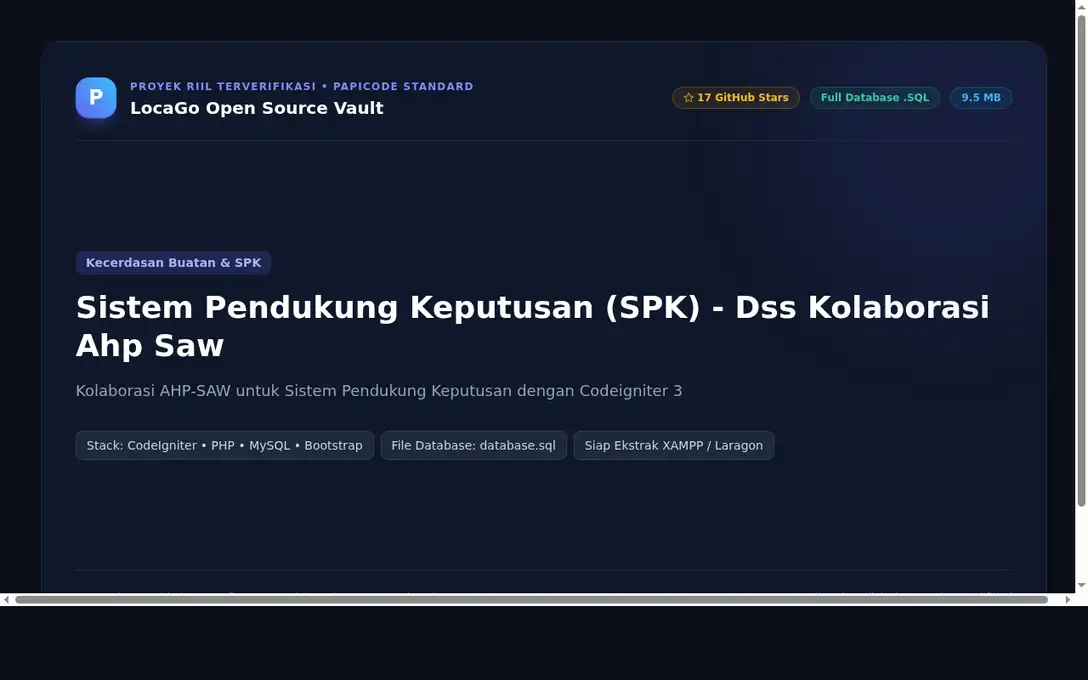 P
PROYEK RIIL TERVERIFIKASI • PAPICODE STANDARD
LocaGo Open Source Vault
☆ 17 GitHub Stars
Full Database .SQL
9.5 MB
Kecerdasan Buatan & SPK
Sistem Pendukung Keputusan (SPK) - Dss Kolaborasi
Ahp Saw
Kolaborasi AHP-SAW untuk Sistem Pendukung Keputusan dengan Codeigniter 3
Stack: CodeIgniter • PHP • MySQL • Bootstrap
File Database: database.sql
Siap Ekstrak XAMPP / Laragon